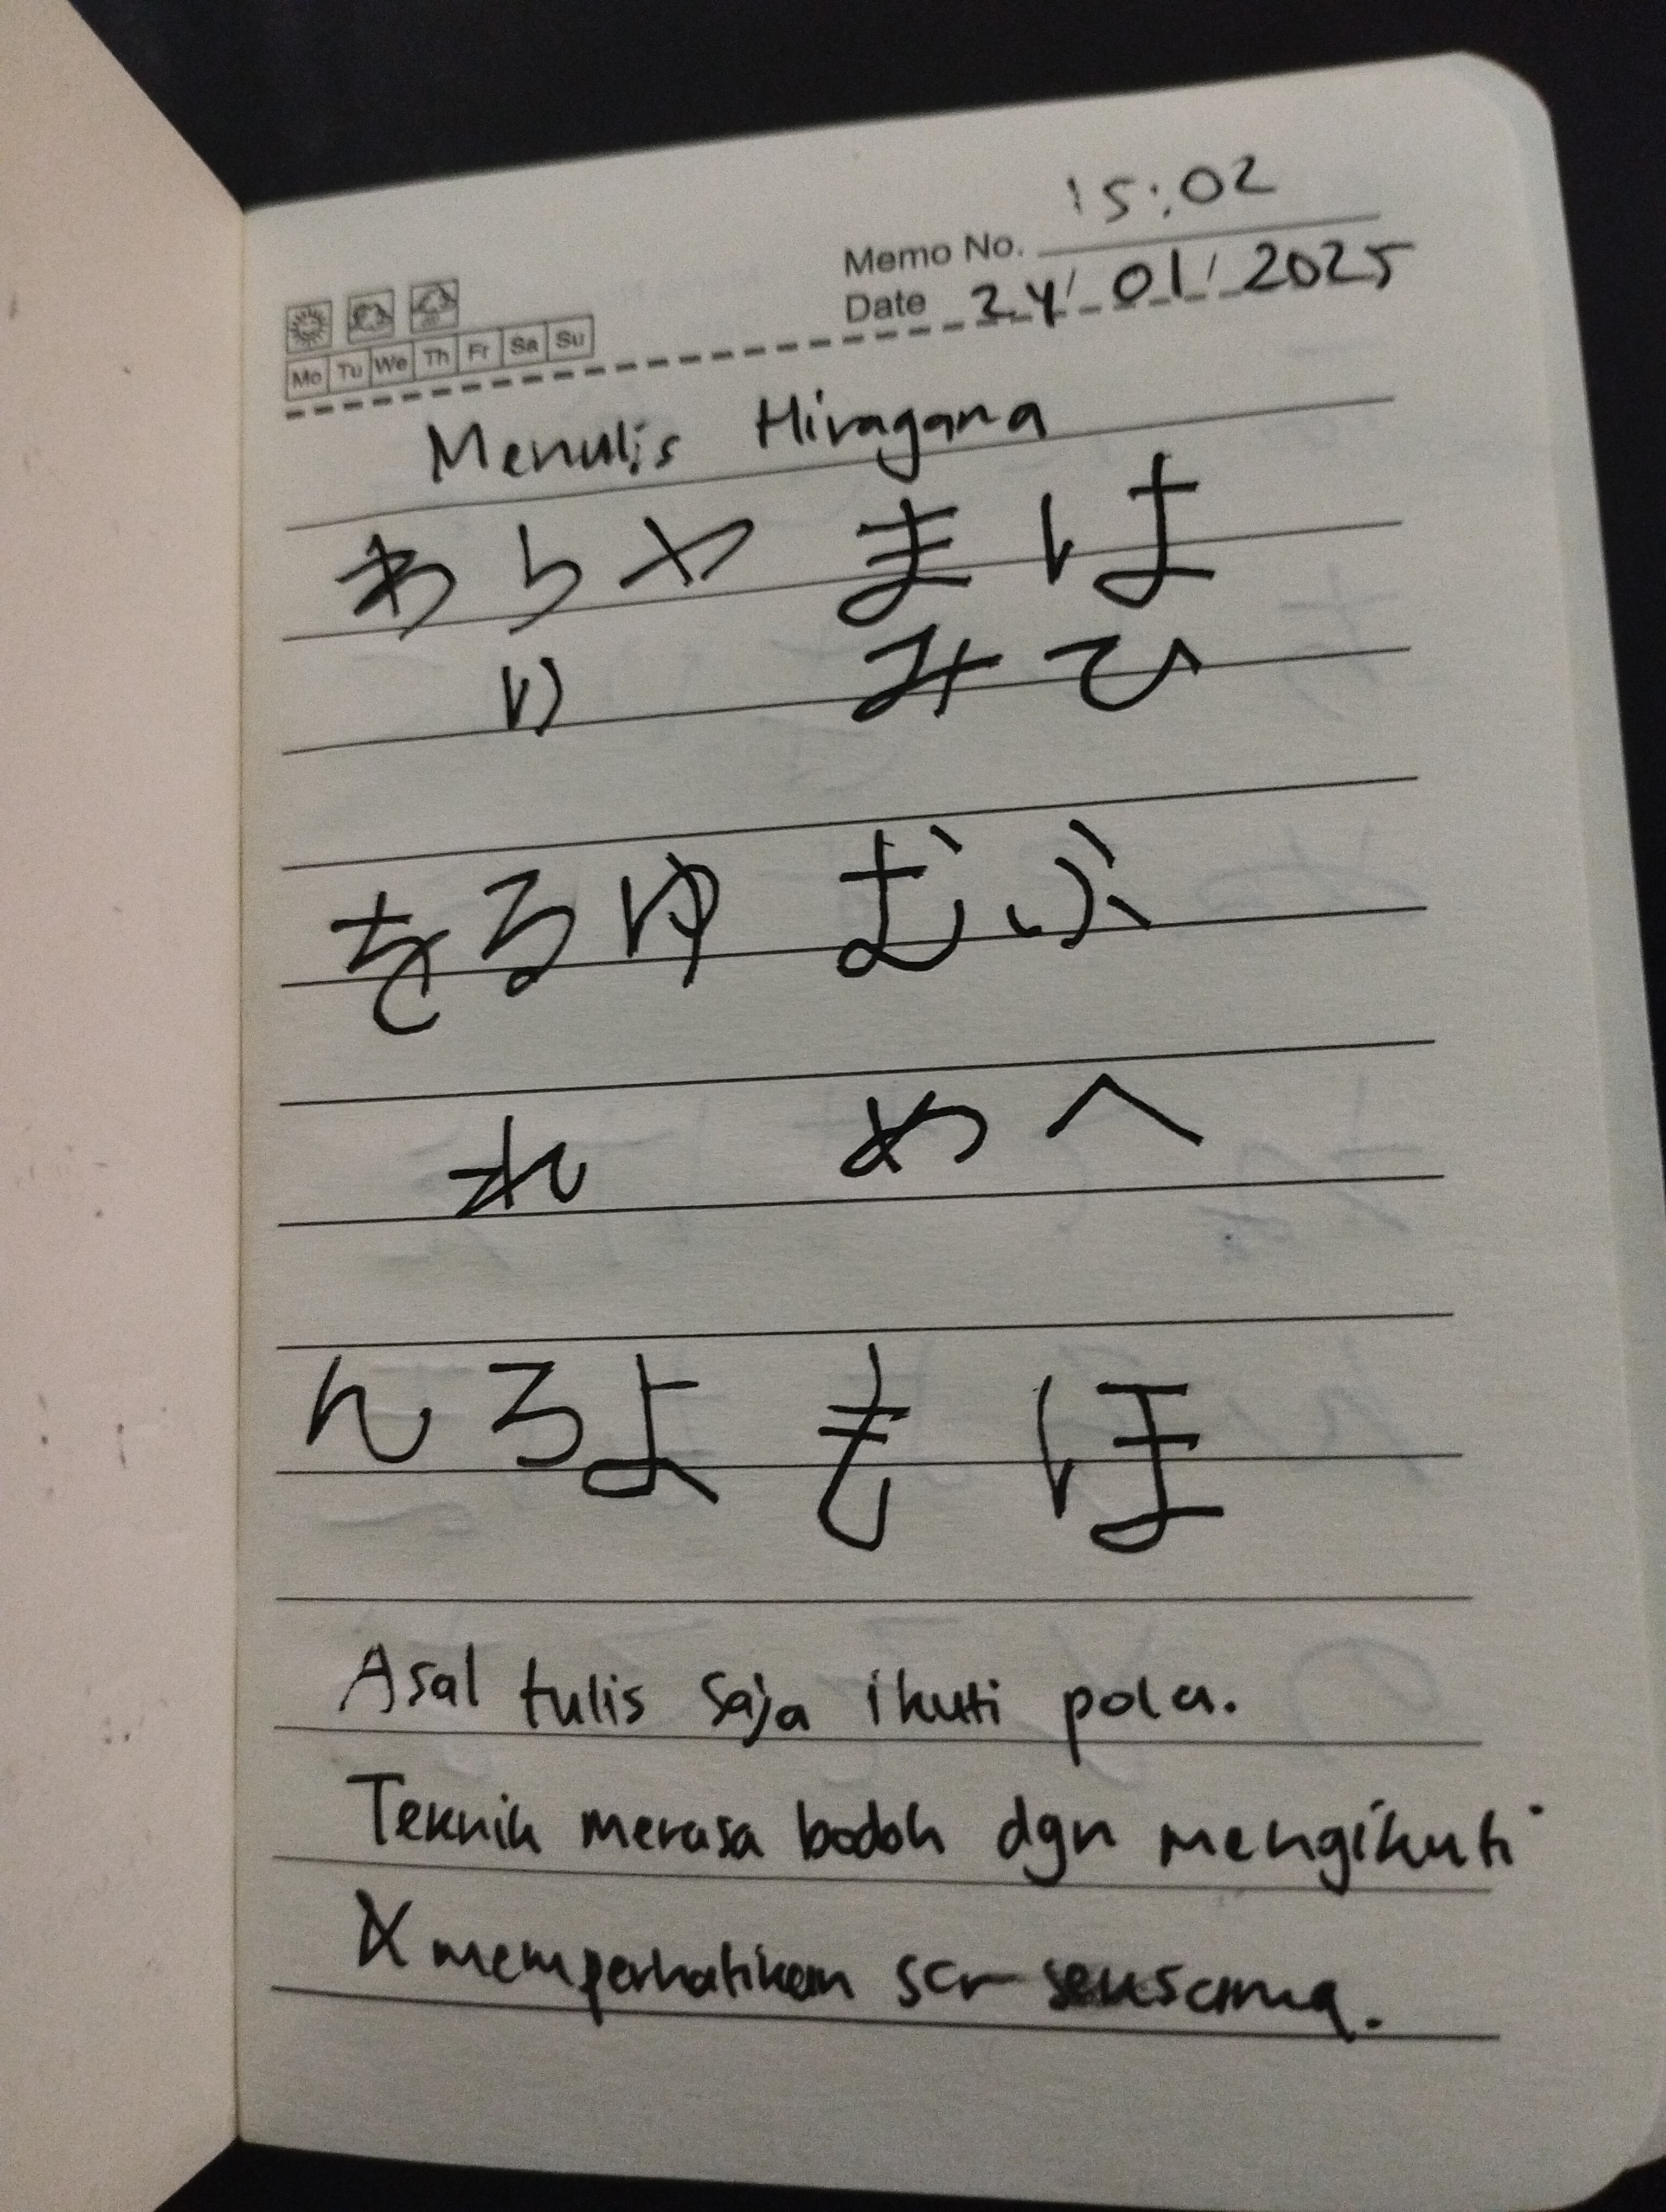 15:02
Memo No.
Date 24/01/2025
Mo Tu We Th Fr Sa Su
Menulis Hiragana
わ ら や ま は
り み ひ
を る ゆ む ふ
れ め へ
ん ろ よ も ほ
Asal tulis saja ikuti pola.
Teknik merasa bodoh dgn mengikuti
& memperhatikan scr seksama.